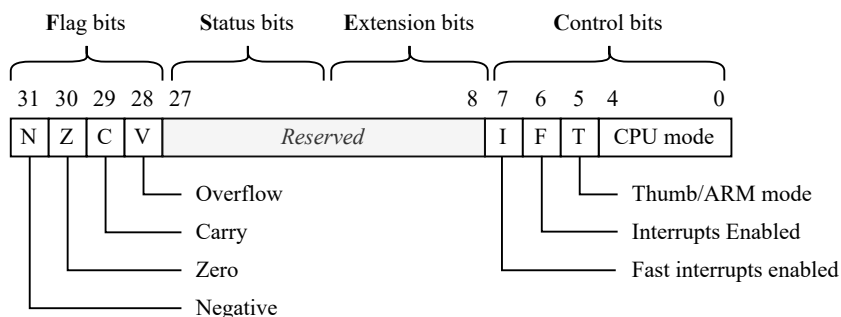 Flag bits Status bits Extension bits Control bits
31 30 29 28 27 8 7 6 5 4 0
N Z C V Reserved I F T CPU mode
Overflow Thumb/ARM mode
Carry Interrupts Enabled
Zero Fast interrupts enabled
Negative